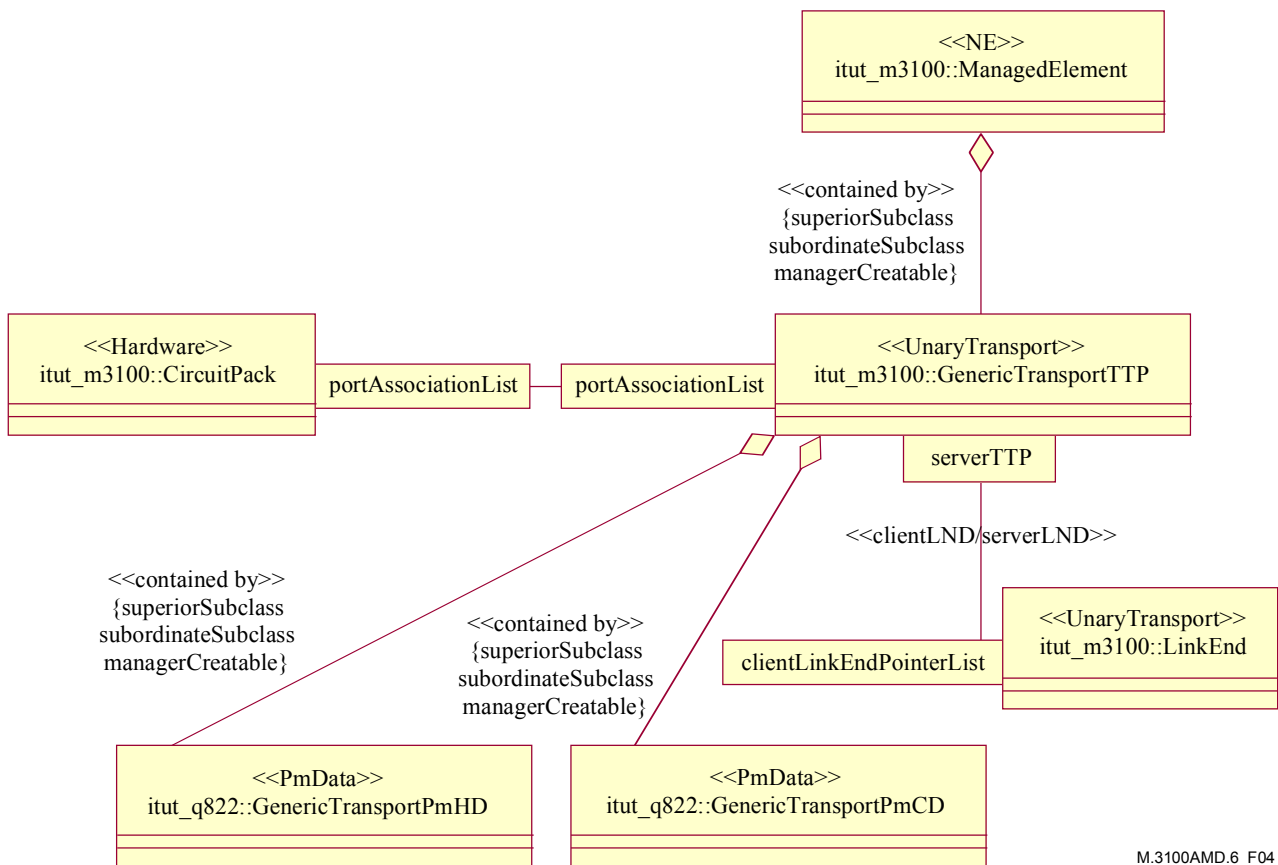 <<NE>>
itut_m3100::ManagedElement
<<contained by>>
{superiorSubclass
subordinateSubclass
managerCreatable}
<<Hardware>>
itut_m3100::CircuitPack
portAssociationList
portAssociationList
<<UnaryTransport>>
itut_m3100::GenericTransportTTP
serverTTP
<<clientLND/serverLND>>
<<contained by>>
{superiorSubclass
subordinateSubclass
managerCreatable}
<<contained by>>
{superiorSubclass
subordinateSubclass
managerCreatable}
clientLinkEndPointerList
<<UnaryTransport>>
itut_m3100::LinkEnd
<<PmData>>
itut_q822::GenericTransportPmHD
<<PmData>>
itut_q822::GenericTransportPmCD
M.3100AMD.6_F04